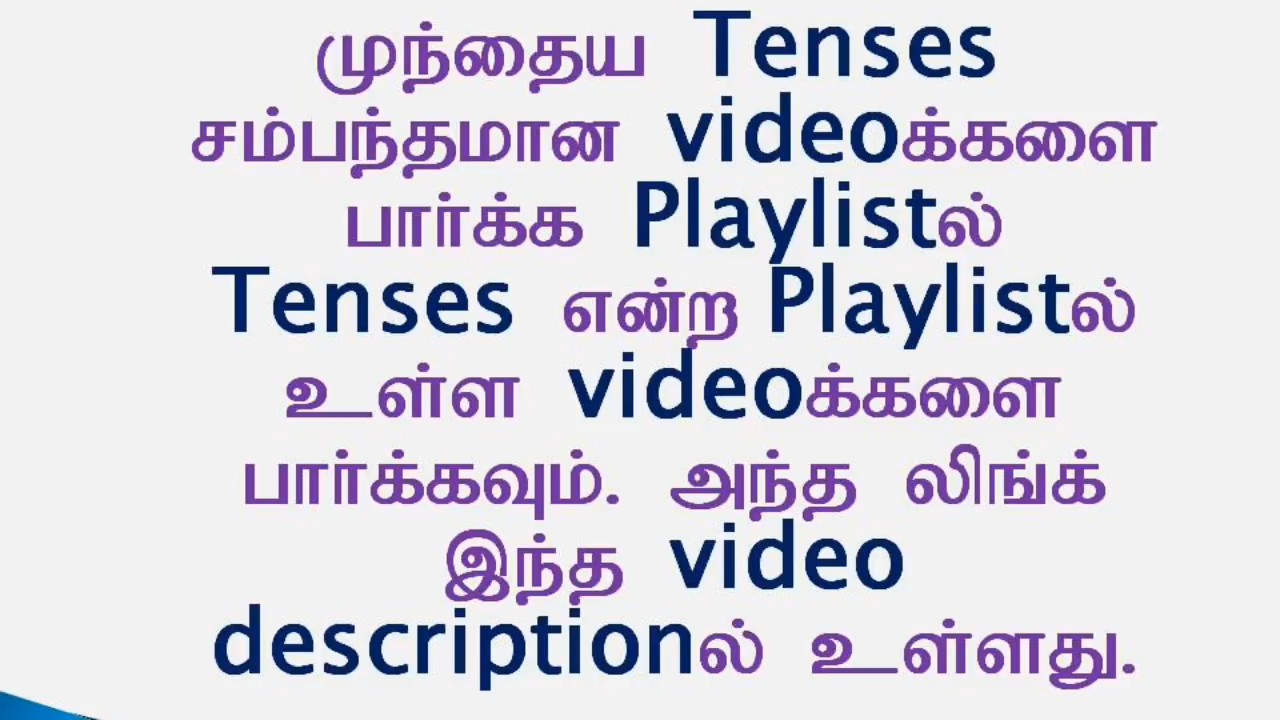 முந்தைய Tenses
சம்பந்தமான videoக்களை
பார்க்க Playlistல்
Tenses என்ற Playlistல்
உள்ள videoக்களை
பார்க்கவும். அந்த லிங்க்
இந்த video
descriptionல் உள்ளது.